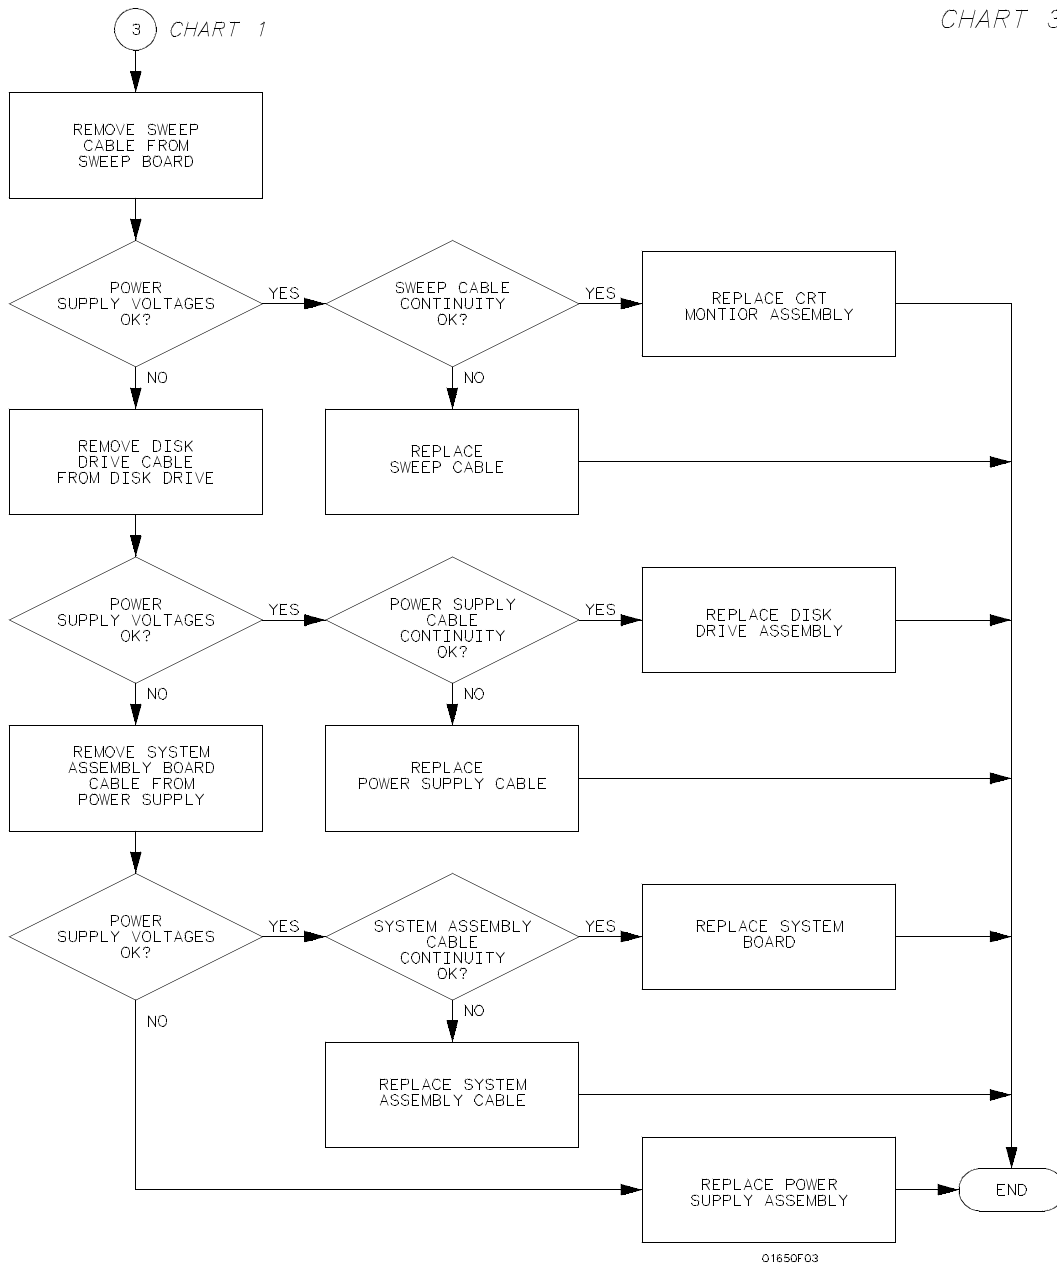 3 CHART 1
CHART 3
REMOVE SWEEP
CABLE FROM
SWEEP BOARD
POWER
SUPPLY VOLTAGES
OK?
YES
SWEEP CABLE
CONTINUITY
OK?
YES
REPLACE CRT
MONTIOR ASSEMBLY
NO
NO
REMOVE DISK
DRIVE CABLE
FROM DISK DRIVE
REPLACE
SWEEP CABLE
POWER
SUPPLY VOLTAGES
OK?
YES
POWER SUPPLY
CABLE
CONTINUITY
OK?
YES
REPLACE DISK
DRIVE ASSEMBLY
NO
NO
REMOVE SYSTEM
ASSEMBLY BOARD
CABLE FROM
POWER SUPPLY
REPLACE
POWER SUPPLY CABLE
POWER
SUPPLY VOLTAGES
OK?
YES
SYSTEM ASSEMBLY
CABLE
CONTINUITY
OK?
YES
REPLACE SYSTEM
BOARD
NO
NO
REPLACE SYSTEM
ASSEMBLY CABLE
REPLACE POWER
SUPPLY ASSEMBLY
END
01650F03